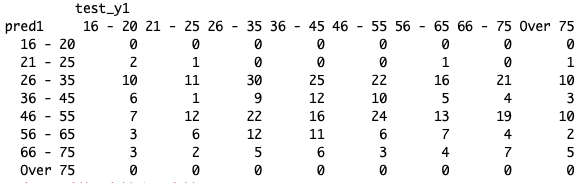 test_y1
pred1 16 - 20 21 - 25 26 - 35 36 - 45 46 - 55 56 - 65 66 - 75 Over 75
16 - 20 0 0 0 0 0 0 0 0
21 - 25 2 1 0 0 0 1 0 1
26 - 35 10 11 30 25 22 16 21 10
36 - 45 6 1 9 12 10 5 4 3
46 - 55 7 12 22 16 24 13 19 10
56 - 65 3 6 12 11 6 7 4 2
66 - 75 3 2 5 6 3 4 7 5
Over 75 0 0 0 0 0 0 0 0